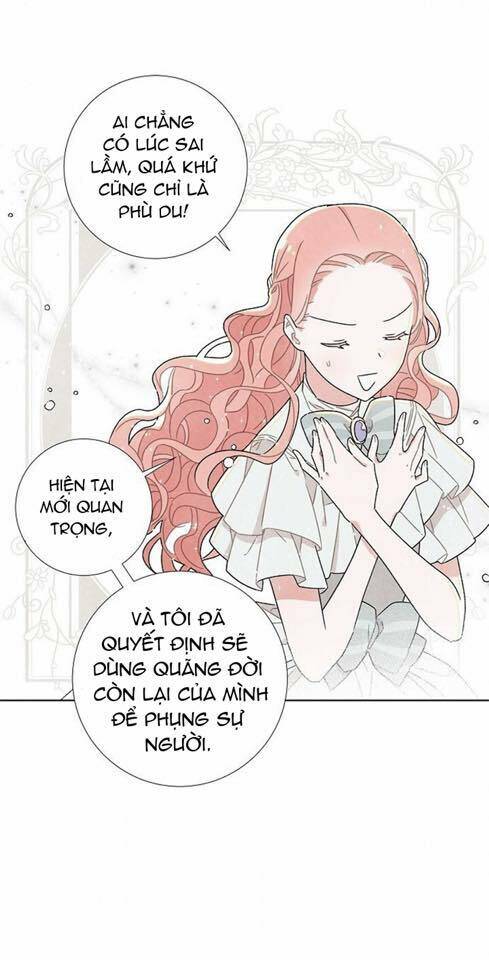 AI CHẲNG
CÓ LÚC SAI
LẦM, QUÁ KHỨ
CŨNG CHỈ LÀ
PHÙ DU!
HIỆN TẠI
MỚI QUAN
TRỌNG,
VÀ TÔI ĐÃ
QUYẾT ĐỊNH SẼ
DÙNG QUÃNG ĐỜI
CÒN LẠI CỦA MÌNH
ĐỂ PHỤNG SỰ
NGƯỜI.